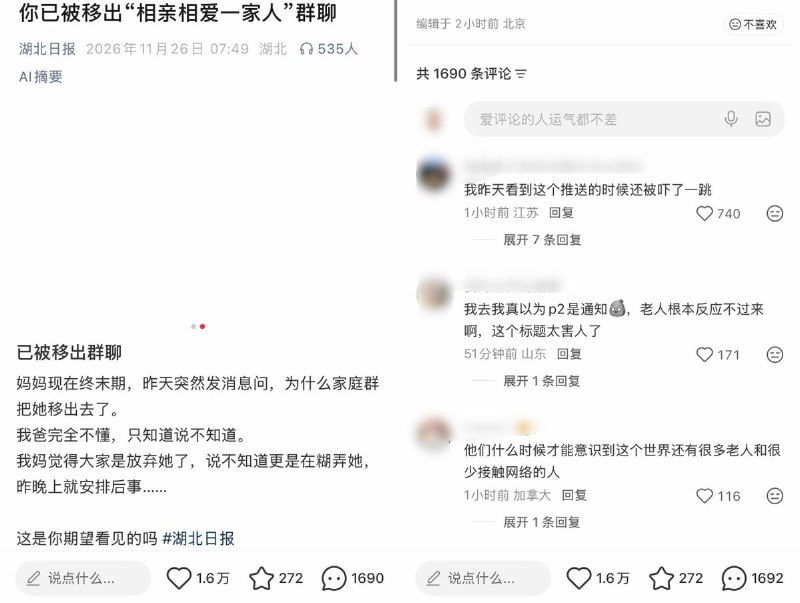 你已被移出“相亲相爱一家人”群聊
湖北日报 2026年11月26日 07:49 湖北 535人
AI摘要
已被移出群聊
妈妈现在终末期，昨天突然发消息问，为什么家庭群
把她移出去了。
我爸完全不懂，只知道说不知道。
我妈觉得大家是放弃她了，说不知道更是在糊弄她，
昨晚上就安排后事......
这是你期望看见的吗 #湖北日报
说点什么... 1.6万 272 1690
编辑于 2小时前 北京
不喜欢
共 1690 条评论
爱评论的人运气都不差
我昨天看到这个推送的时候还被吓了一跳
1小时前 江苏 回复 740
展开 7 条回复
我去我真以为p2是通知，老人根本反应不过来
啊，这个标题太害人了
51分钟前 山东 回复 171
展开 1 条回复
他们什么时候才能意识到这个世界还有很多老人和很
少接触网络的人
1小时前 加拿大 回复 116
展开 1 条回复
说点什么... 1.6万 272 1692